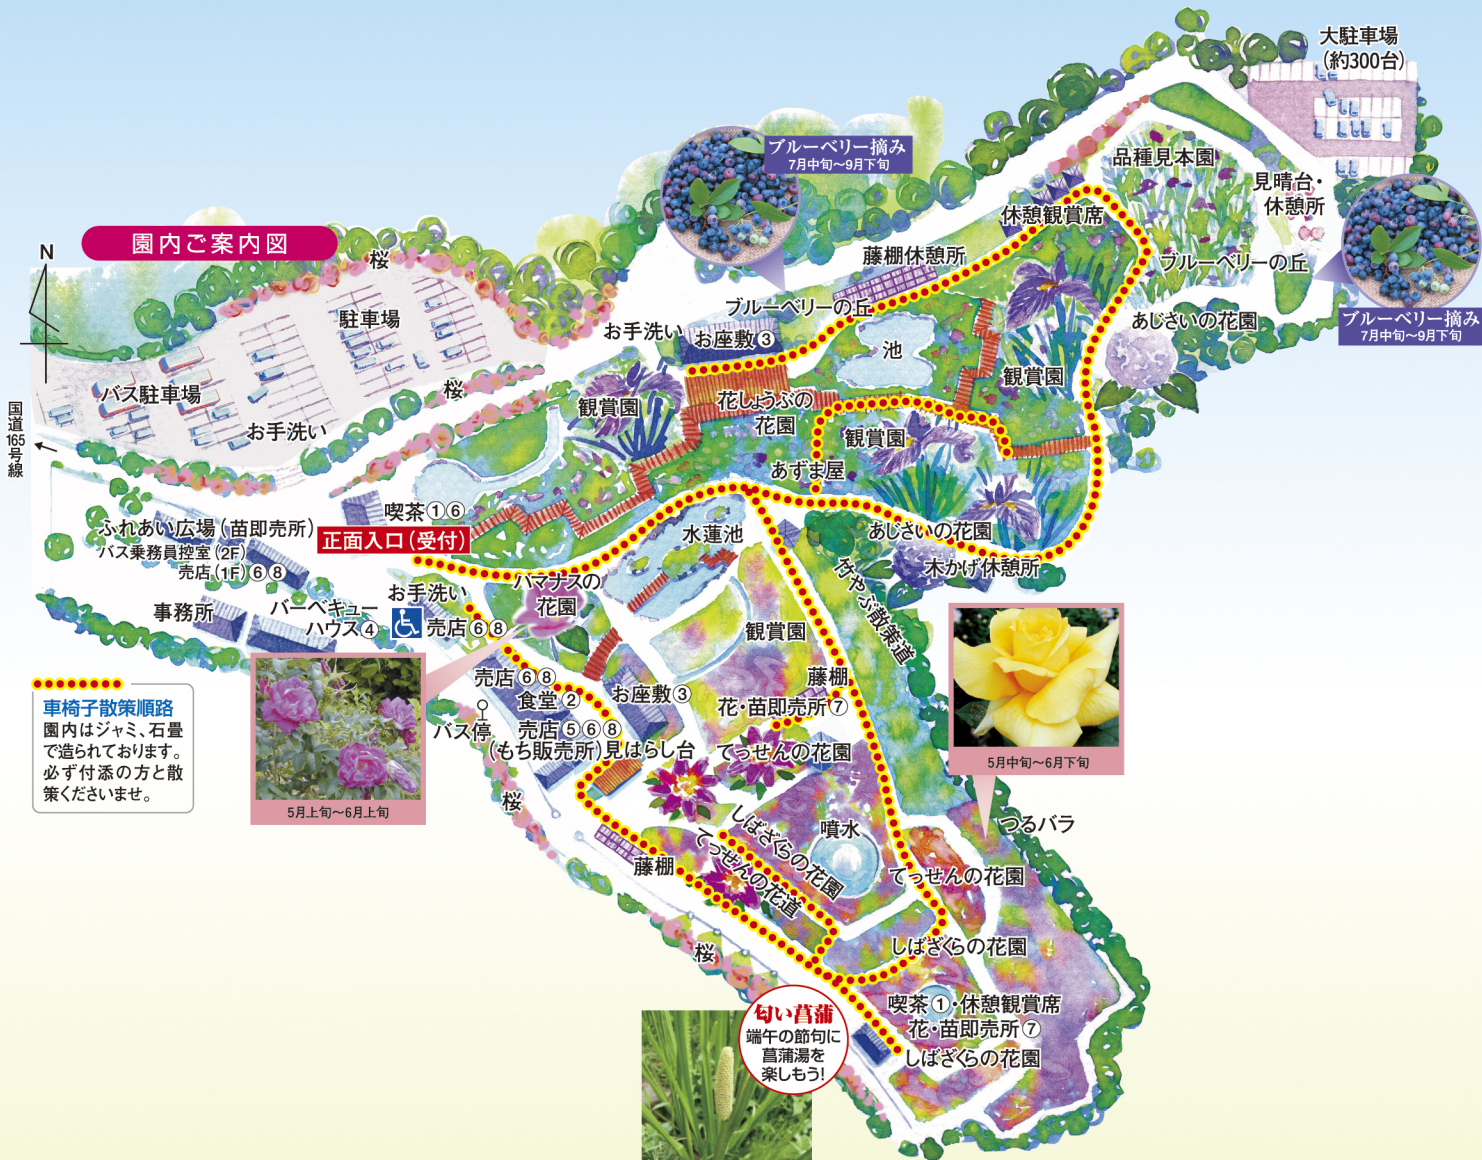 大駐車場
(約300台)
ブルーベリー摘み
7月中旬～9月下旬
品種見本園
見晴台・
休憩所
園内ご案内図
N
桜
休憩観賞席
藤棚休憩所
ブルーベリーの丘
ブルーベリーの丘
ブルーベリー摘み
7月中旬～9月下旬
駐車場
お手洗い
お座敷③
池
あじさいの花園
バス駐車場
桜
観賞園
観賞園
花しょうぶの
花園
お手洗い
観賞園
国道165号線
あずま屋
喫茶①⑥
ふれあい広場(苗即売所)
正面入口(受付)
水蓮池
あじさいの花園
バス乗務員控室(2F)
売店(1F)⑥⑧
木かげ休憩所
竹やぶ散策道
お手洗い
ハマナスの
花園
事務所
バーベキュー
ハウス④
売店⑥⑧
観賞園
売店⑥⑧
食堂②
お座敷③
藤棚
花・苗即売所⑦
バス停
売店⑤⑥⑧
(もち販売所)
見はらし台
てっせんの花園
車椅子散策順路
園内はジャミ、石畳
で造られております。
必ず付添の方と散
策くださいませ。
5月上旬～6月上旬
5月中旬～6月下旬
桜
しばざくらの花園
てっせんの花道
噴水
つるバラ
藤棚
てっせんの花園
桜
しばざくらの花園
喫茶①・休憩観賞席
花・苗即売所⑦
しばざくらの花園
匂い菖蒲
端午の節句に
菖蒲湯を
楽しもう!